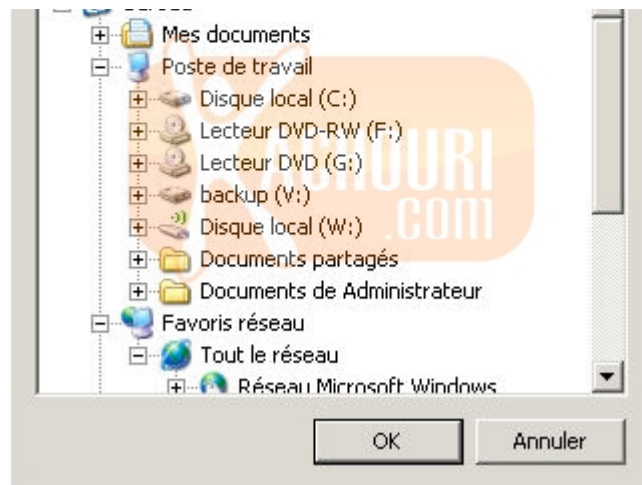 Mes documents
Poste de travail
Disque local (C:)
Lecteur DVD-RW (F:)
Lecteur DVD (G:)
backup (V:)
Disque local (W:)
Documents partagés
Documents de Administrateur
Favoris réseau
Tout le réseau
Réseau Microsoft Windows
OK
Annuler
.COM